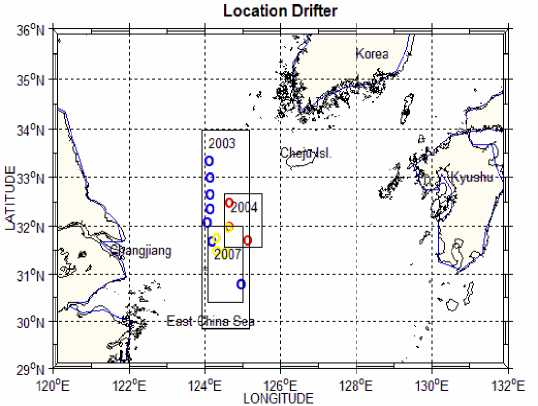 Location Drifter
36°N
35°N
34°N
33°N
32°N
31°N
30°N
29°N
LATITUDE
Korea
2003
Cheju Isl.
Kyushu
2004
Changjiang
2007
East China Sea
120°E
122°E
124°E
126°E
128°E
130°E
132°E
LONGITUDE